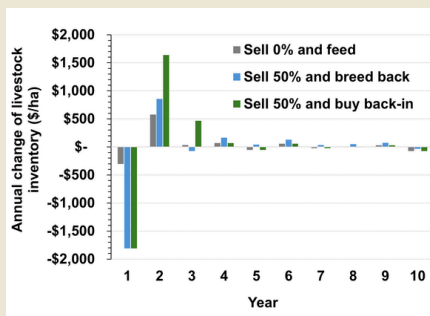 $2,000
$1,500
$1,000
$500
$-
-$500
-$1,000
-$1,500
-$2,000
Annual change of livestock
inventory ($/ha)
Sell 0% and feed
Sell 50% and breed back
Sell 50% and buy back-in
1 2 3 4 5 6 7 8 9 10
Year